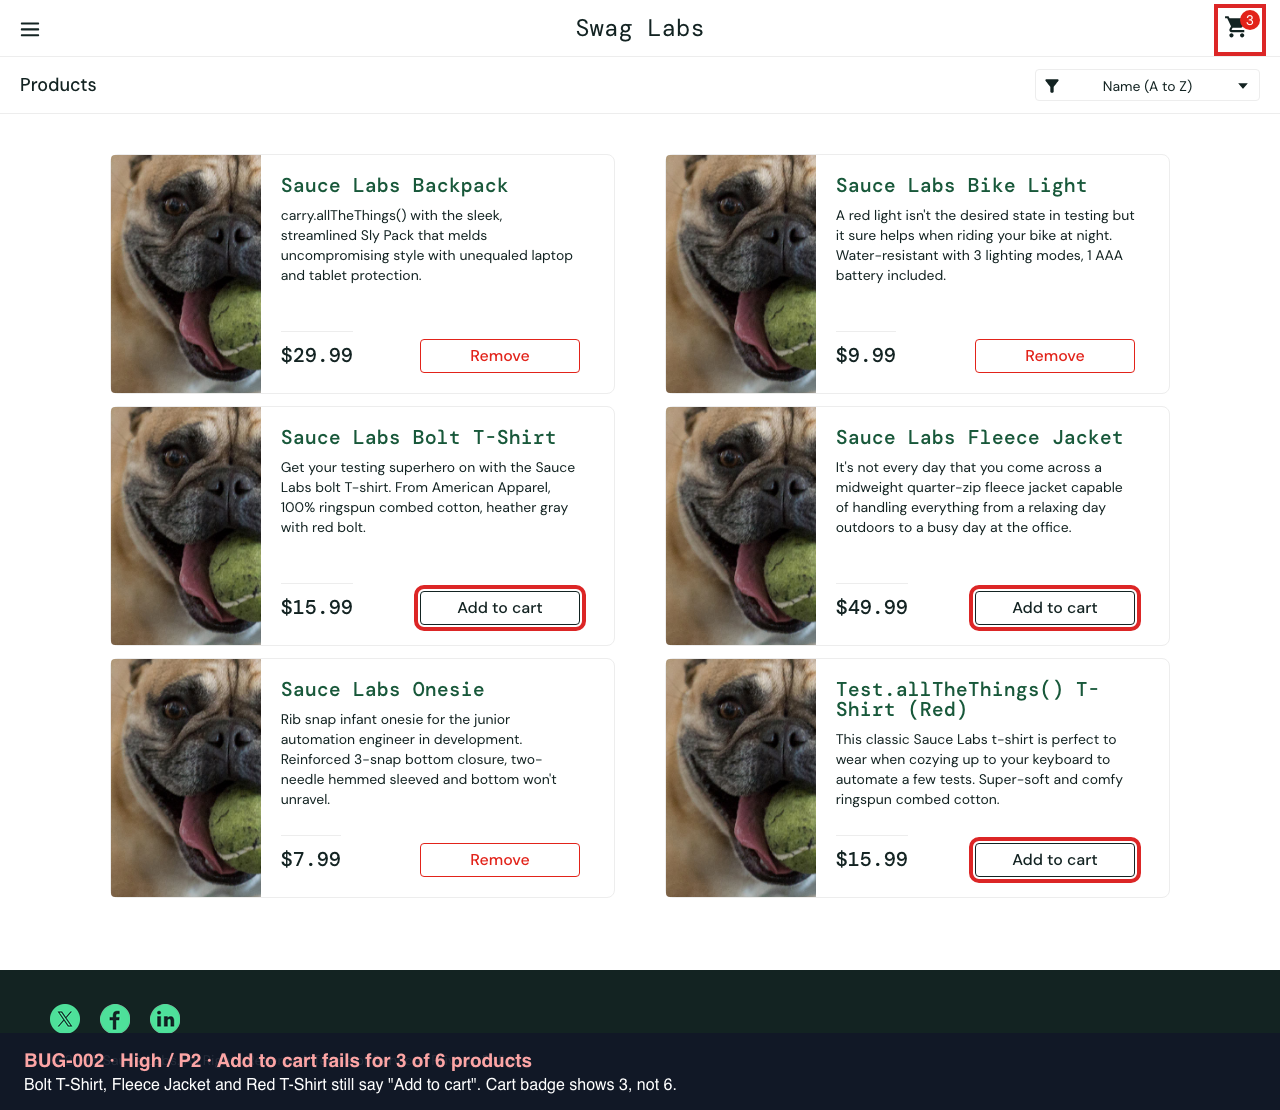 Swag Labs
3
Products
Name (A to Z)
Sauce Labs Backpack
carry.allTheThings() with the sleek,
streamlined Sly Pack that melds
uncompromising style with unequaled laptop
and tablet protection.
$29.99
Remove
Sauce Labs Bike Light
A red light isn't the desired state in testing but
it sure helps when riding your bike at night.
Water-resistant with 3 lighting modes, 1 AAA
battery included.
$9.99
Remove
Sauce Labs Bolt T-Shirt
Get your testing superhero on with the Sauce
Labs bolt T-shirt. From American Apparel,
100% ringspun combed cotton, heather gray
with red bolt.
$15.99
Add to cart
Sauce Labs Fleece Jacket
It's not every day that you come across a
midweight quarter-zip fleece jacket capable
of handling everything from a relaxing day
outdoors to a busy day at the office.
$49.99
Add to cart
Sauce Labs Onesie
Rib snap infant onesie for the junior
automation engineer in development.
Reinforced 3-snap bottom closure, two-
needle hemmed sleeved and bottom won't
unravel.
$7.99
Remove
Test.allTheThings() T-
Shirt (Red)
This classic Sauce Labs t-shirt is perfect to
wear when cozying up to your keyboard to
automate a few tests. Super-soft and comfy
ringspun combed cotton.
$15.99
Add to cart
BUG-002 · High / P2 · Add to cart fails for 3 of 6 products
Bolt T-Shirt, Fleece Jacket and Red T-Shirt still say "Add to cart". Cart badge shows 3, not 6.